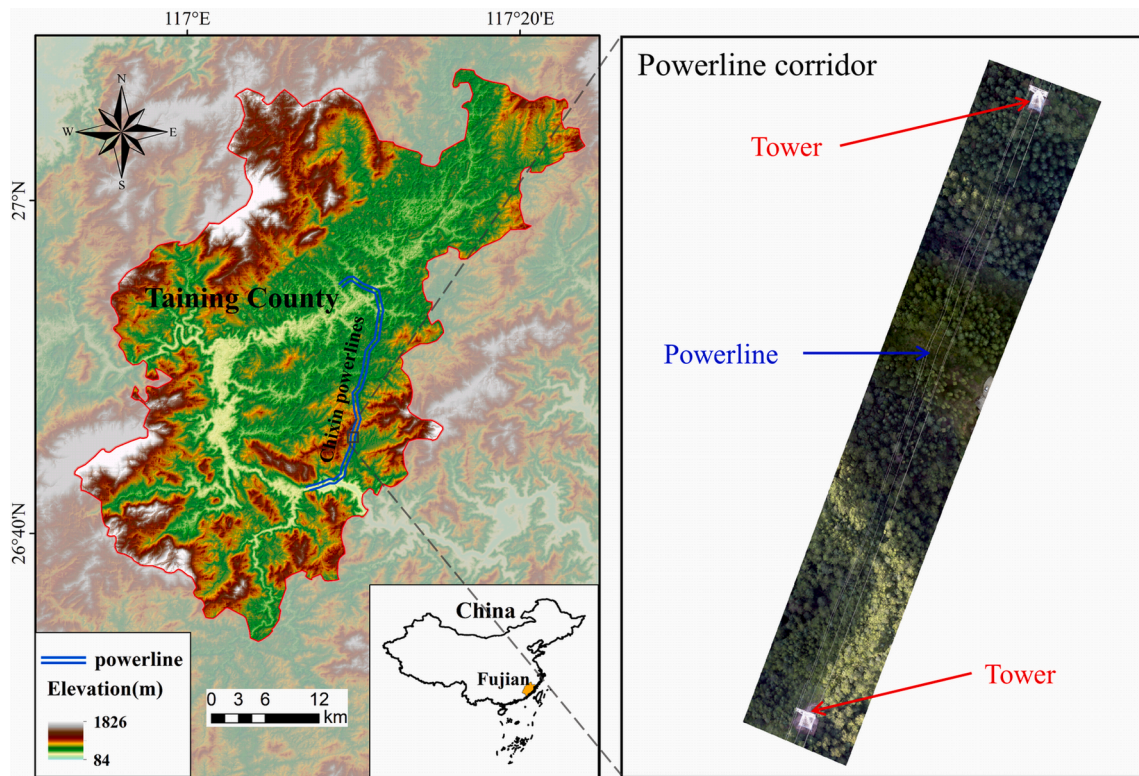 117°E
117°20'E
N
W
E
S
27°N
26°40'N
Taining County
Chixin powerlines
powerline
Elevation(m)
1826
84
0 3 6 12
km
China
Fujian
Powerline corridor
Tower
Powerline
Tower